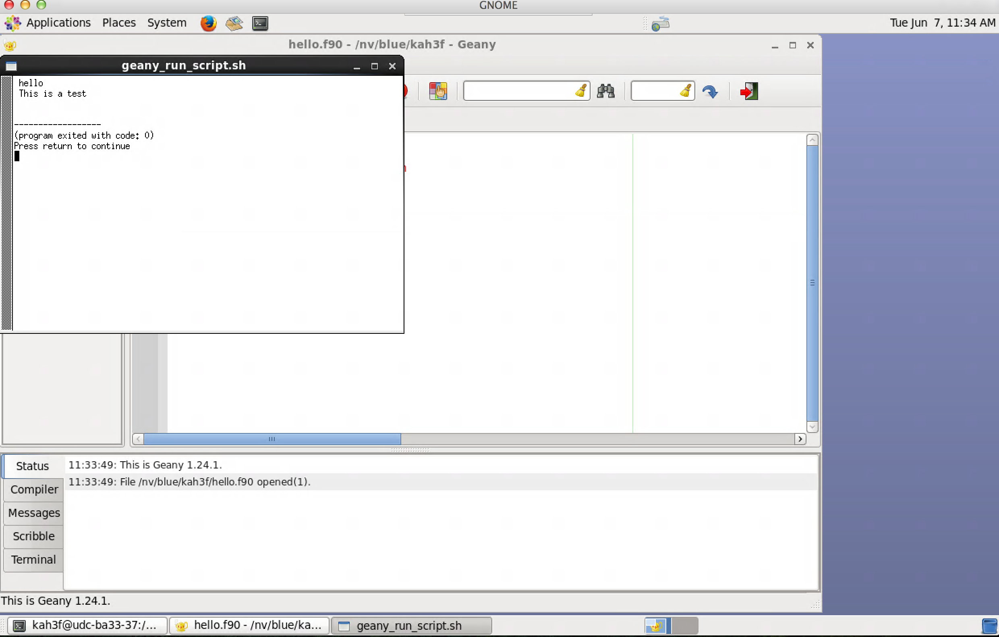 GNOME
Applications Places System Tue Jun 7, 11:34 AM
hello.f90 - /nv/blue/kah3f - Geany
geany_run_script.sh
hello
This is a test
------------------
(program exited with code: 0)
Press return to continue
Status
11:33:49: This is Geany 1.24.1.
11:33:49: File /nv/blue/kah3f/hello.f90 opened(1).
Compiler
Messages
Scribble
Terminal
This is Geany 1.24.1.
kah3f@udc-ba33-37:/... hello.f90 - /nv/blue/ka... geany_run_script.sh